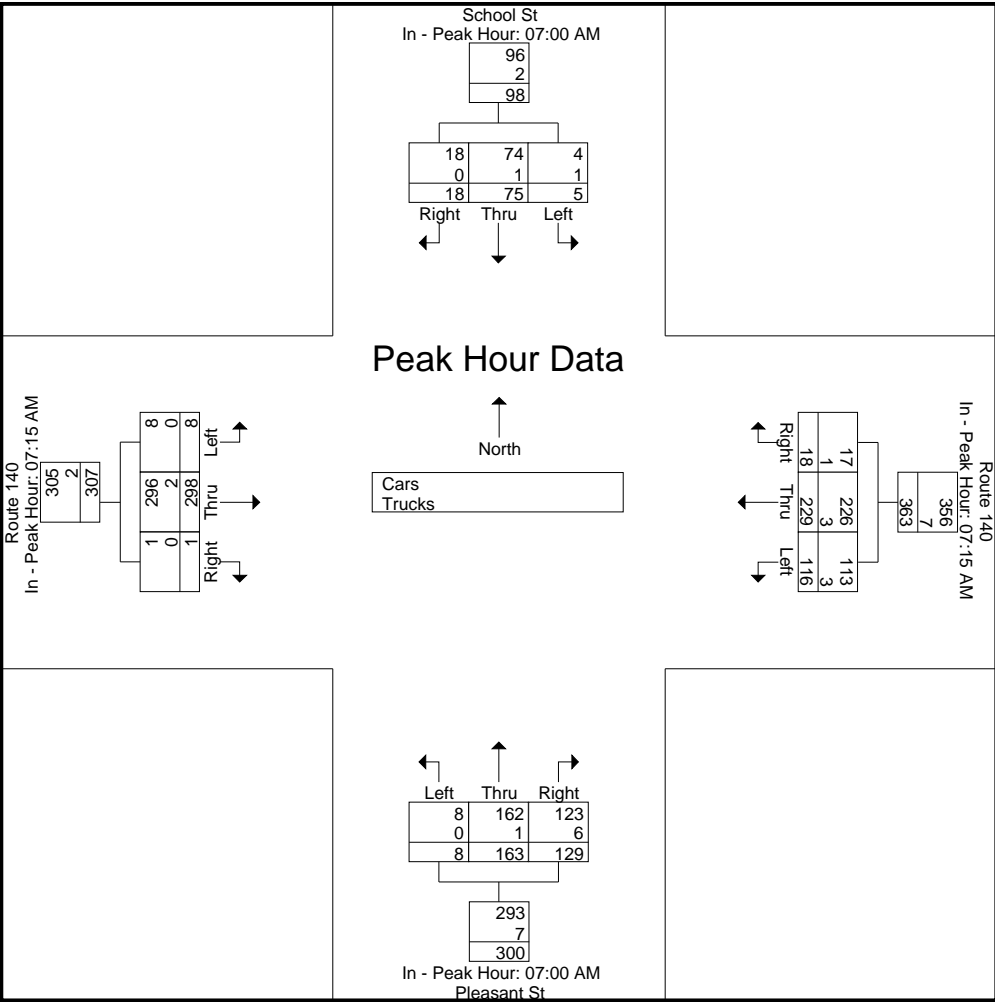 School St
In - Peak Hour: 07:00 AM
96
2
98
18 74 4
0 1 1
18 75 5
Right Thru Left
Peak Hour Data
North
Cars
Trucks
Route 140
In - Peak Hour: 07:15 AM
305
2
307
8 0 8
Left
296 2 298
Thru
1 0 1
Right
Route 140
In - Peak Hour: 07:15 AM
356
7
363
17 1 18
Right
226 3 229
Thru
113 3 116
Left
Left Thru Right
8 162 123
0 1 6
8 163 129
293
7
300
In - Peak Hour: 07:00 AM
Pleasant St